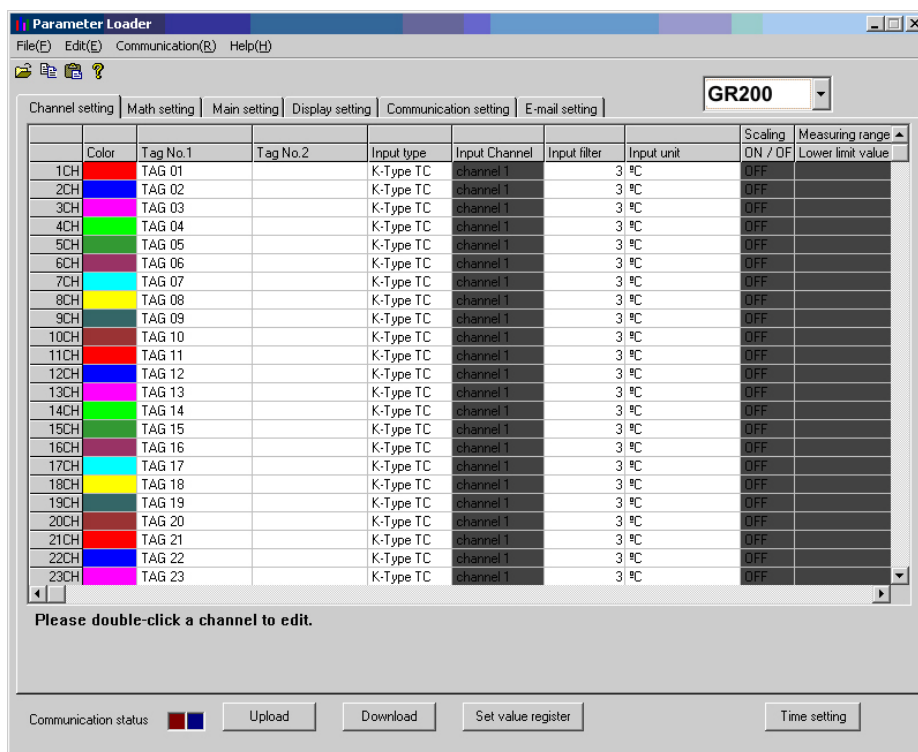 Parameter Loader
File(F) Edit(E) Communication(R) Help(H)
GR200
Channel setting Math setting Main setting Display setting Communication setting E-mail setting
Scaling Measuring range
Color Tag No.1 Tag No.2 Input type Input Channel Input filter Input unit ON / OF Lower limit value
1CH TAG 01 K-Type TC channel 1 3 ºC OFF
2CH TAG 02 K-Type TC channel 1 3 ºC OFF
3CH TAG 03 K-Type TC channel 1 3 ºC OFF
4CH TAG 04 K-Type TC channel 1 3 ºC OFF
5CH TAG 05 K-Type TC channel 1 3 ºC OFF
6CH TAG 06 K-Type TC channel 1 3 ºC OFF
7CH TAG 07 K-Type TC channel 1 3 ºC OFF
8CH TAG 08 K-Type TC channel 1 3 ºC OFF
9CH TAG 09 K-Type TC channel 1 3 ºC OFF
10CH TAG 10 K-Type TC channel 1 3 ºC OFF
11CH TAG 11 K-Type TC channel 1 3 ºC OFF
12CH TAG 12 K-Type TC channel 1 3 ºC OFF
13CH TAG 13 K-Type TC channel 1 3 ºC OFF
14CH TAG 14 K-Type TC channel 1 3 ºC OFF
15CH TAG 15 K-Type TC channel 1 3 ºC OFF
16CH TAG 16 K-Type TC channel 1 3 ºC OFF
17CH TAG 17 K-Type TC channel 1 3 ºC OFF
18CH TAG 18 K-Type TC channel 1 3 ºC OFF
19CH TAG 19 K-Type TC channel 1 3 ºC OFF
20CH TAG 20 K-Type TC channel 1 3 ºC OFF
21CH TAG 21 K-Type TC channel 1 3 ºC OFF
22CH TAG 22 K-Type TC channel 1 3 ºC OFF
23CH TAG 23 K-Type TC channel 1 3 ºC OFF
Please double-click a channel to edit.
Communication status Upload Download Set value register Time setting